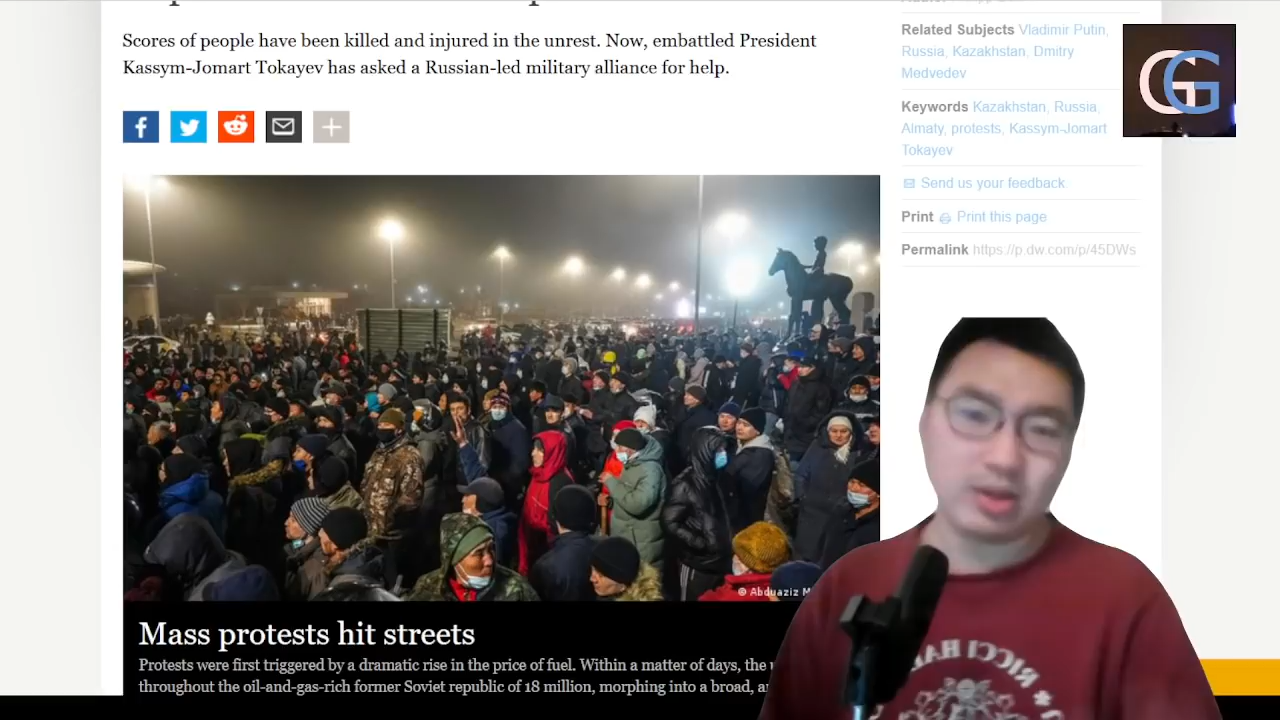 Scores of people have been killed and injured in the unrest. Now, embattled President
Kassym-Jomart Tokayev has asked a Russian-led military alliance for help.
© Abduaziz M
Mass protests hit streets
Protests were first triggered by a dramatic rise in the price of fuel. Within a matter of days, the
throughout the oil-and-gas-rich former Soviet republic of 18 million, morphing into a broad,
Related Subjects Vladimir Putin,
Russia, Kazakhstan, Dmitry
Medvedev
Keywords Kazakhstan, Russia,
Almaty, protests, Kassym-Jomart
Tokayev
Send us your feedback.
Print Print this page
Permalink https://p.dw.com/p/45DWs
GG
RICCI HA